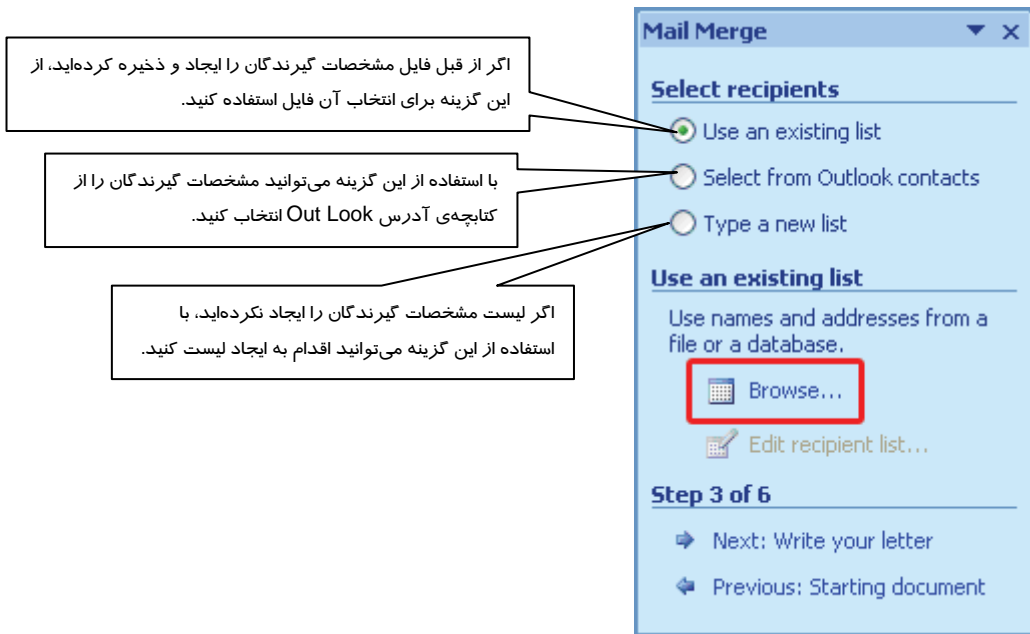 اگر از قبل فایل مشخصات گیرندگان را ایجاد و ذخیره کرده‌اید، از
این گزینه برای انتخاب آن فایل استفاده کنید.
با استفاده از این گزینه می‌توانید مشخصات گیرندگان را از
کتابچه‌ی آدرس Out Look انتخاب کنید.
اگر لیست مشخصات گیرندگان را ایجاد نکرده‌اید، با
استفاده از این گزینه می‌توانید اقدام به ایجاد لیست کنید.
Mail Merge
Select recipients
Use an existing list
Select from Outlook contacts
Type a new list
Use an existing list
Use names and addresses from a
file or a database.
Browse...
Edit recipient list...
Step 3 of 6
Next: Write your letter
Previous: Starting document